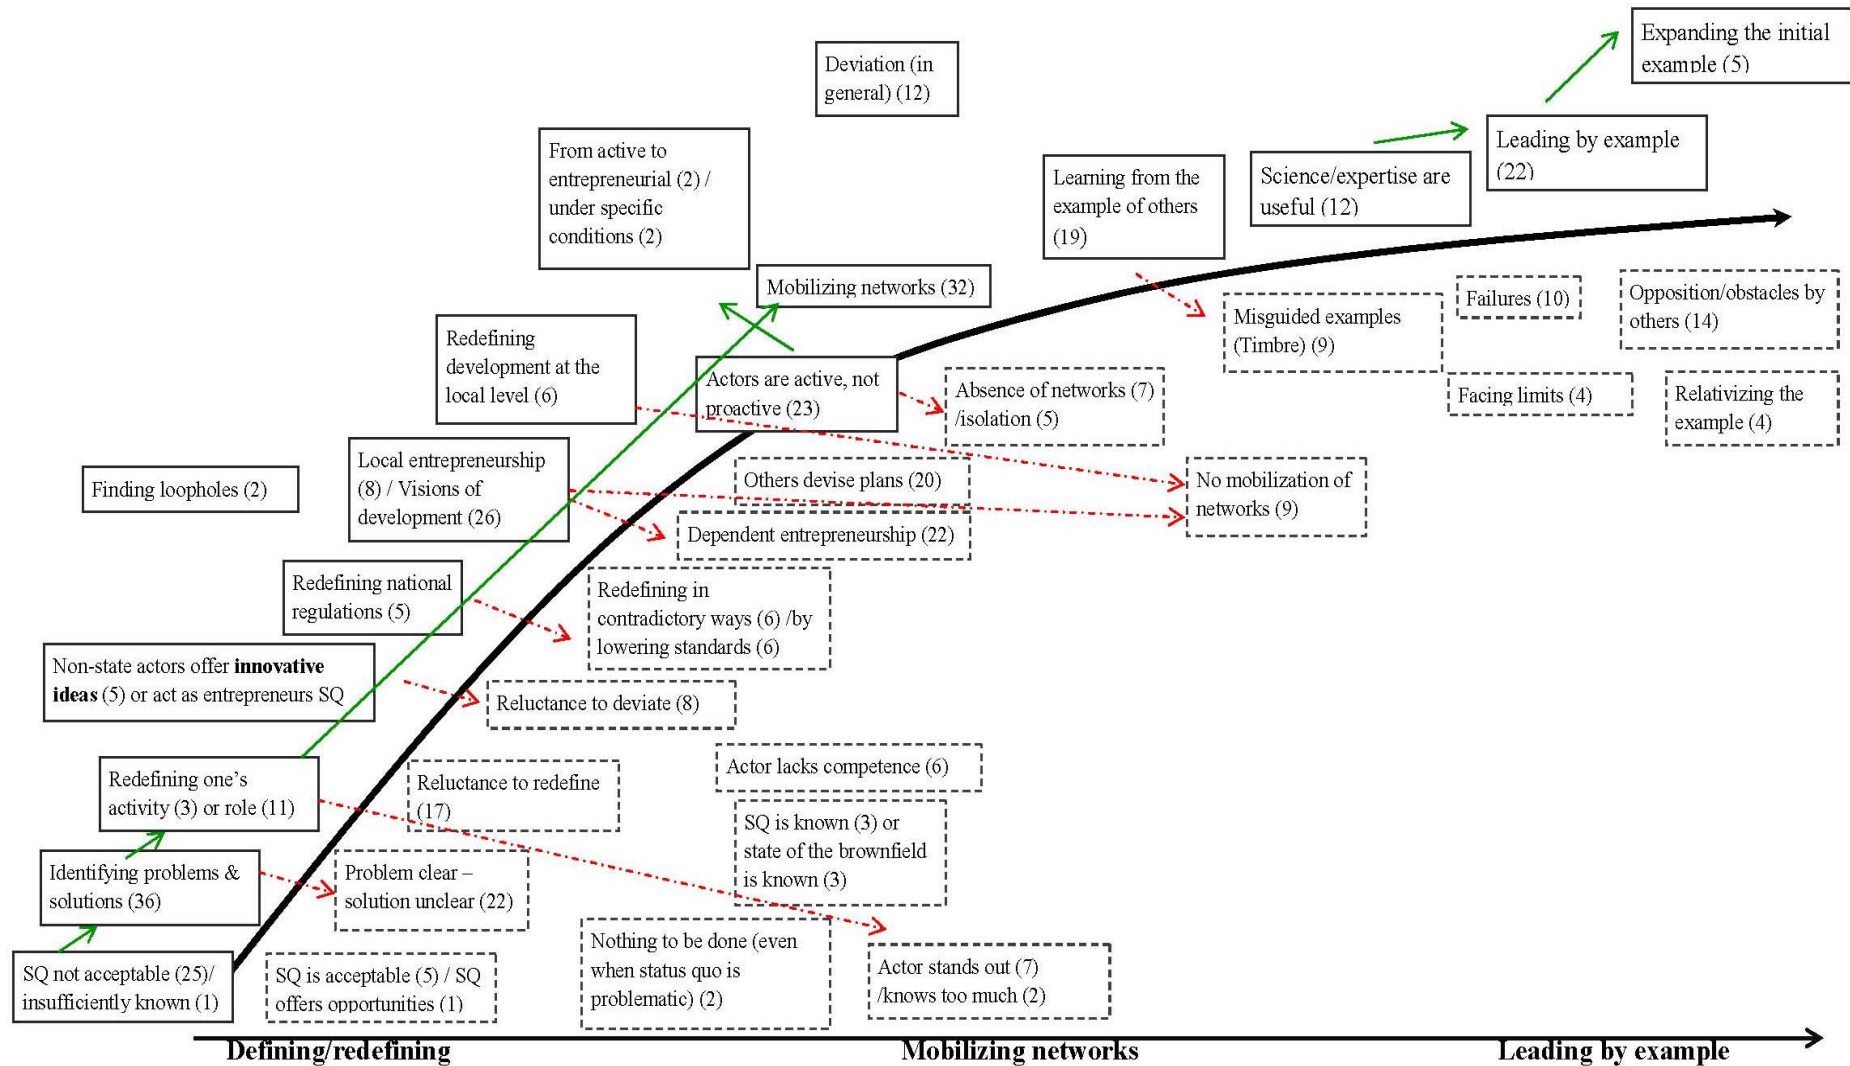 Expanding the initial
example (5)
Deviation (in
general) (12)
Leading by example
(22)
From active to
entrepreneurial (2) /
under specific
conditions (2)
Learning from the
example of others
(19)
Science/expertise are
useful (12)
Mobilizing networks (32)
Misguided examples
(Timbre) (9)
Failures (10)
Opposition/obstacles by
others (14)
Redefining
development at the
local level (6)
Actors are active, not
proactive (23)
Absence of networks (7)
/isolation (5)
Facing limits (4)
Relativizing the
example (4)
Finding loopholes (2)
Local entrepreneurship
(8) / Visions of
development (26)
Others devise plans (20)
No mobilization of
networks (9)
Dependent entrepreneurship (22)
Redefining national
regulations (5)
Redefining in
contradictory ways (6) /by
lowering standards (6)
Non-state actors offer innovative
ideas (5) or act as entrepreneurs SQ
Reluctance to deviate (8)
Redefining one’s
activity (3) or role (11)
Reluctance to redefine
(17)
Actor lacks competence (6)
SQ is known (3) or
state of the brownfield
is known (3)
Identifying problems &
solutions (36)
Problem clear –
solution unclear (22)
Nothing to be done (even
when status quo is
problematic) (2)
Actor stands out (7)
/knows too much (2)
SQ not acceptable (25)/
insufficiently known (1)
SQ is acceptable (5) / SQ
offers opportunities (1)
Defining/redefining
Mobilizing networks
Leading by example